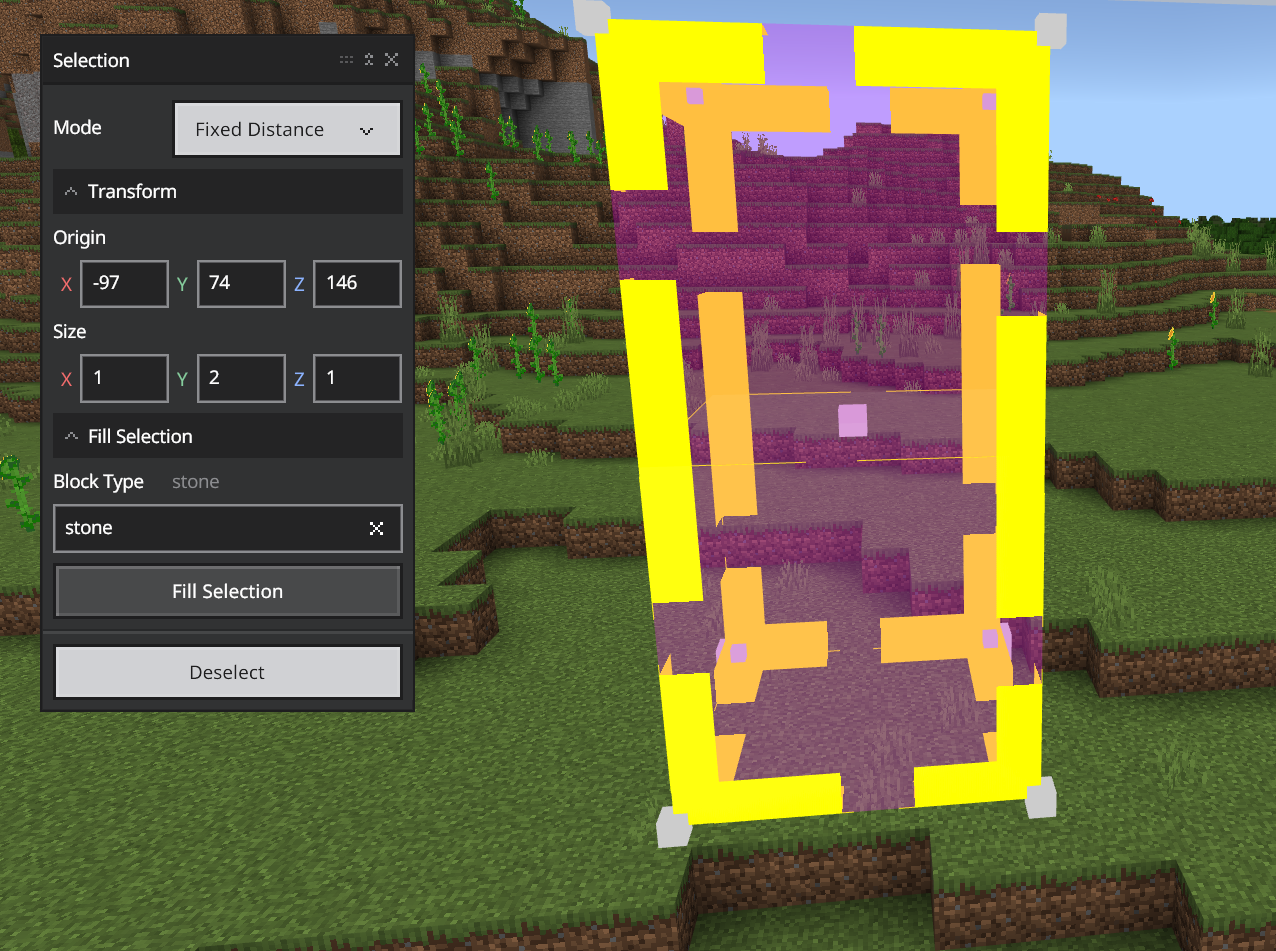 Selection
Mode
Fixed Distance
Transform
Origin
X -97 Y 74 Z 146
Size
X 1 Y 2 Z 1
Fill Selection
Block Type stone
stone
Fill Selection
Deselect